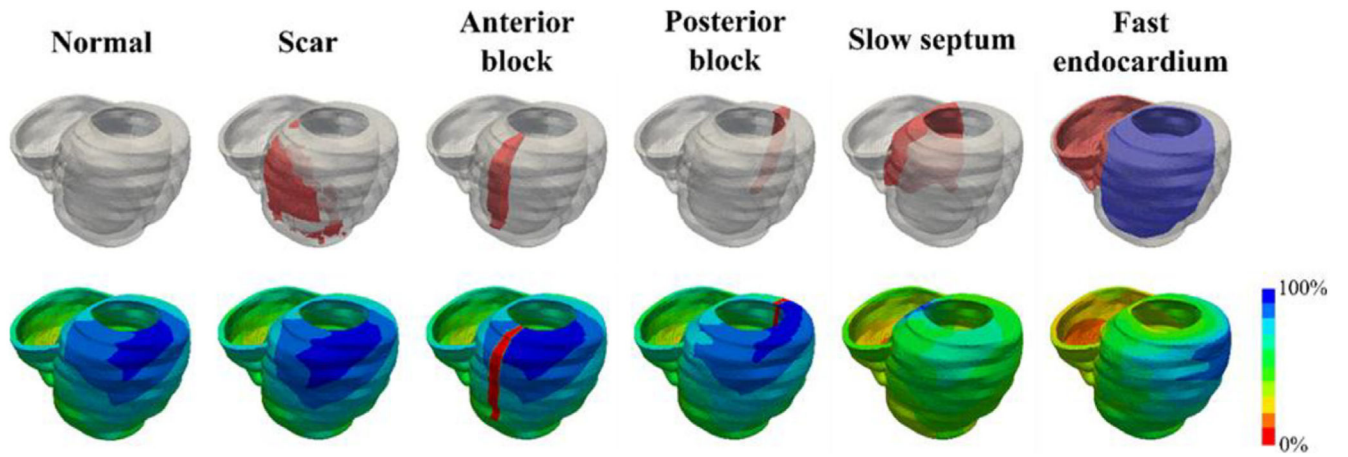 Normal
Scar
Anterior
block
Posterior
block
Slow septum
Fast
endocardium
100%
0%